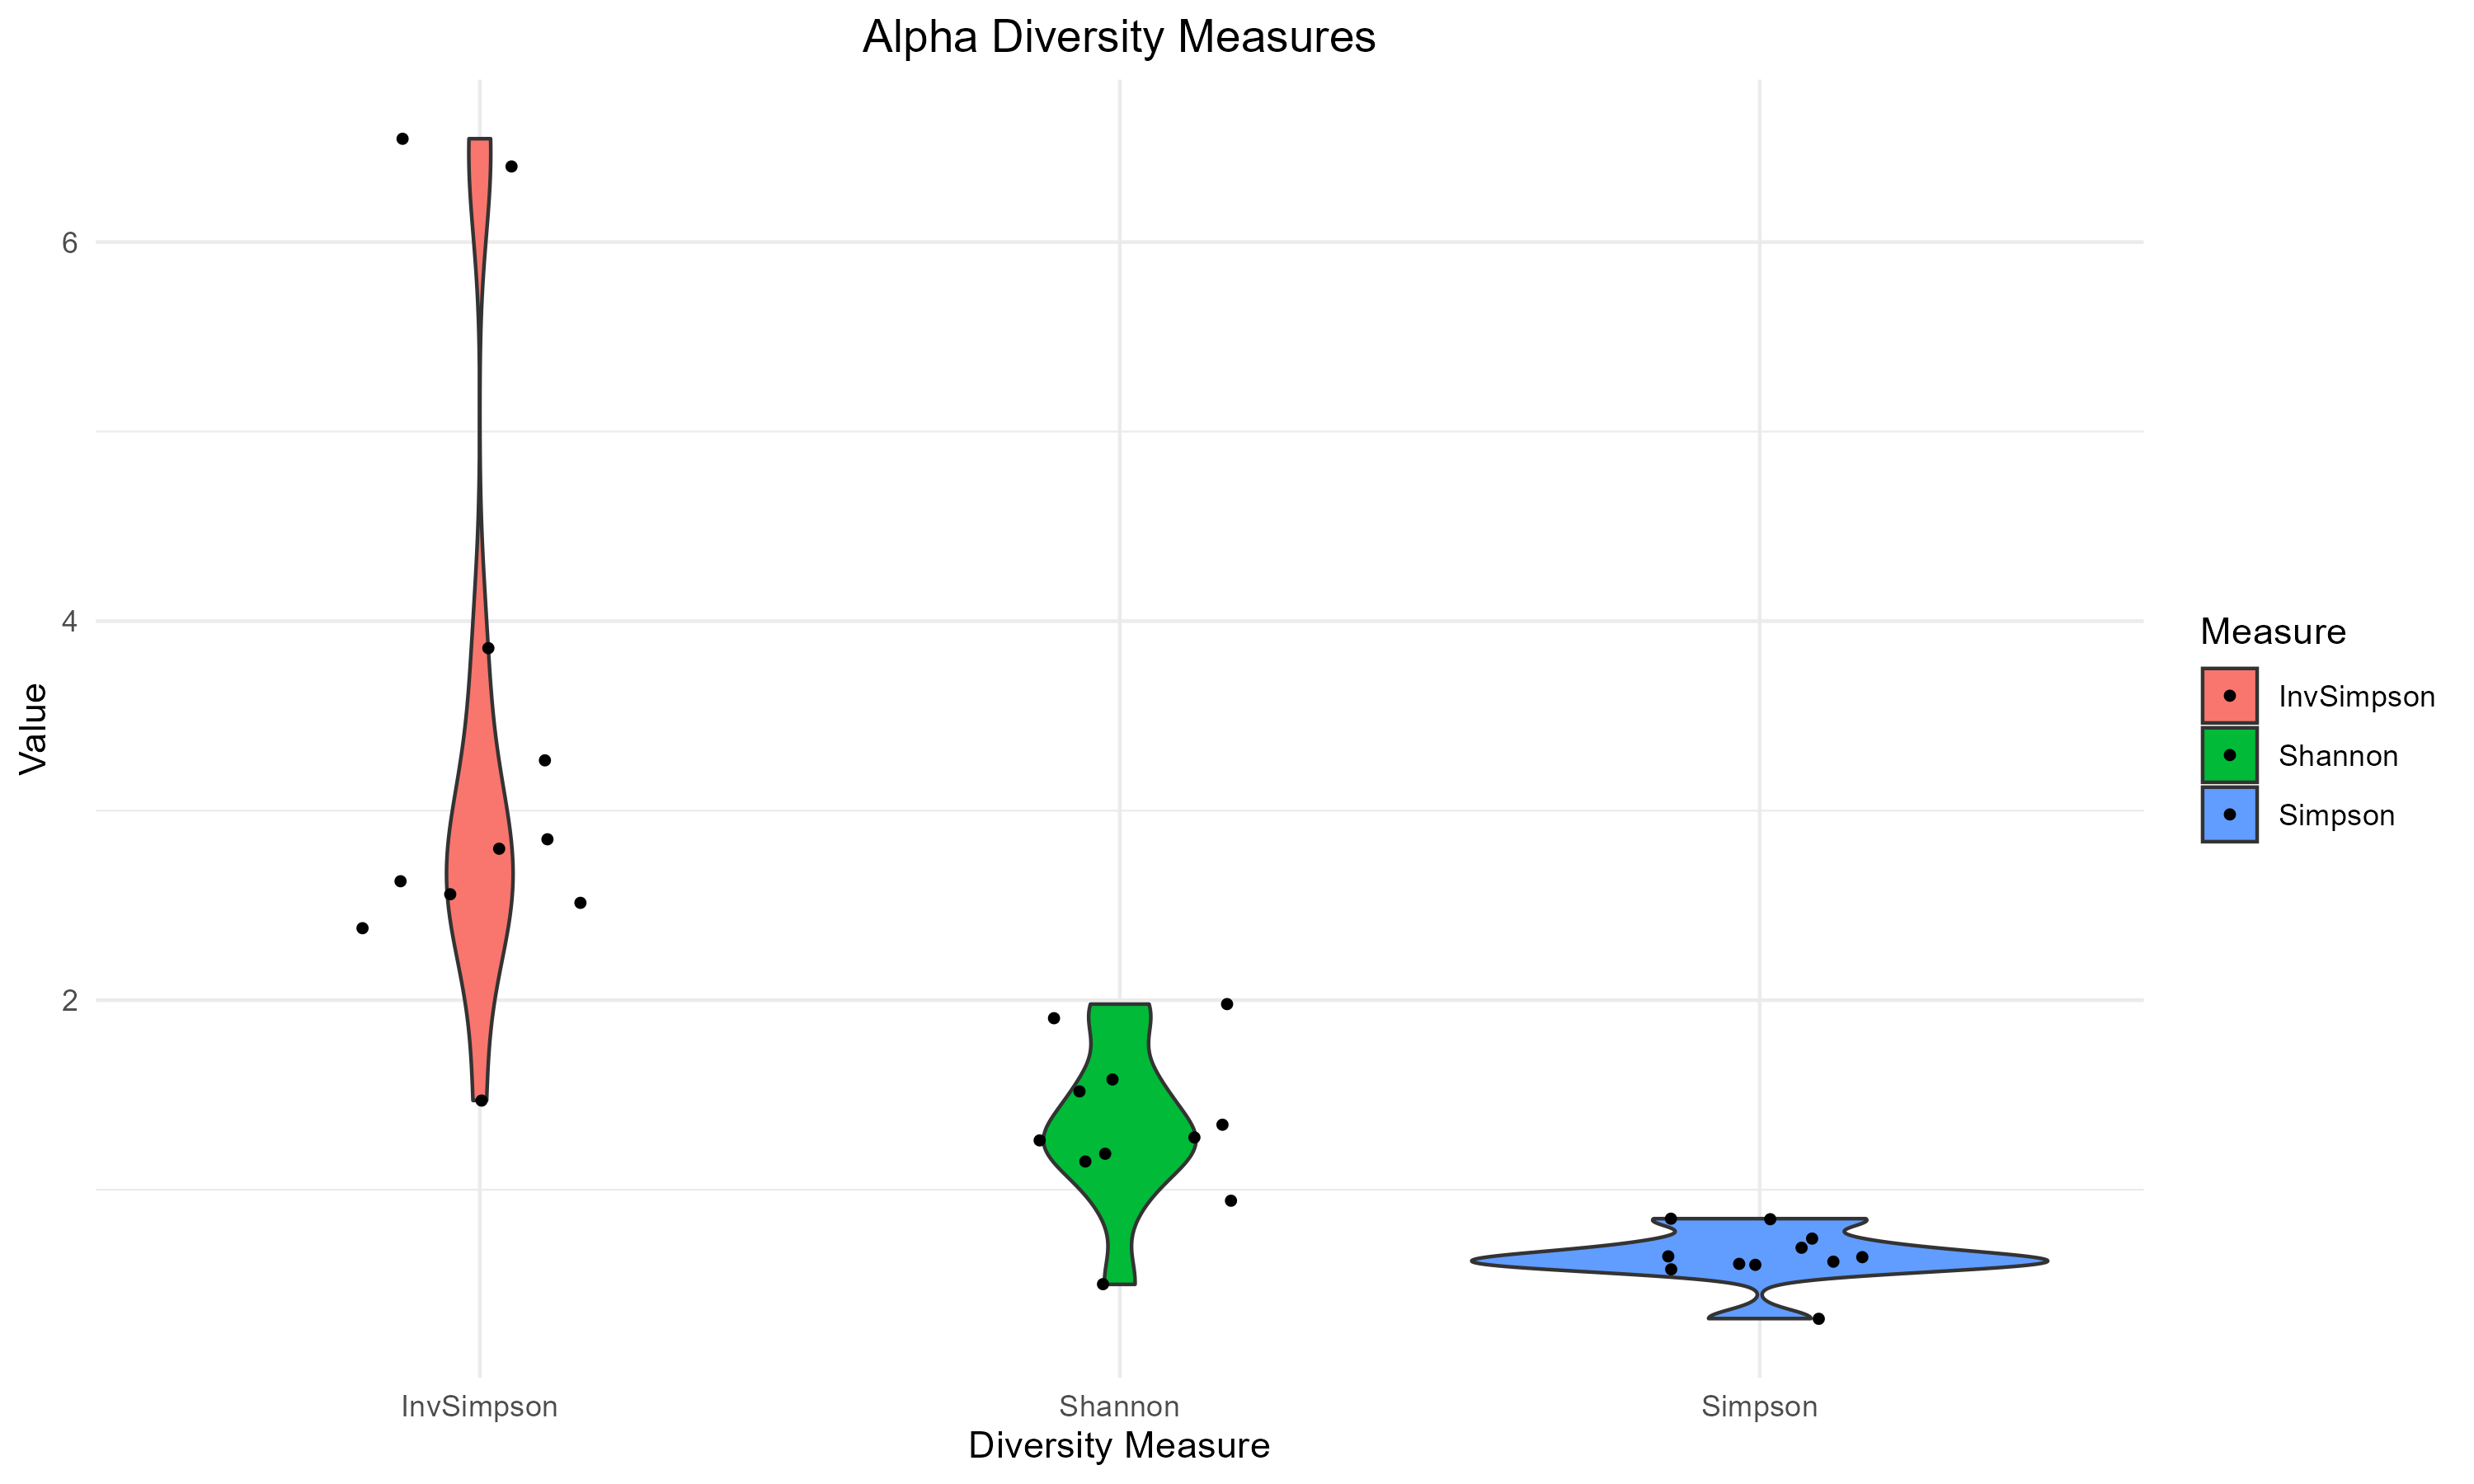 Alpha Diversity Measures
Value
6
4
2
InvSimpson
Shannon
Simpson
Diversity Measure
Measure
InvSimpson
Shannon
Simpson